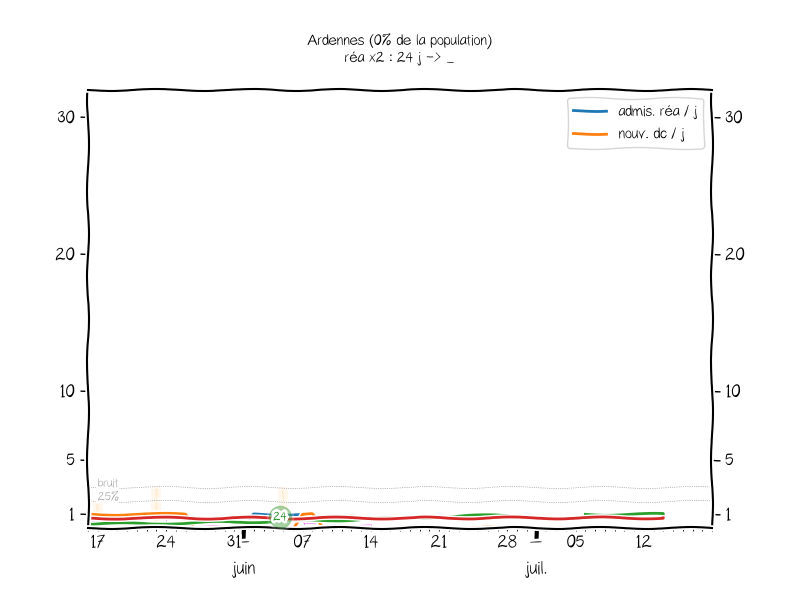 Ardennes (0% de la population)
réa x2 : 24 j -> _
admis. réa / j
nouv. dc / j
30
30
20
20
10
10
5
5
bruit
25%
1
24
1
17 24 31 07 14 21 28 05 12
juin juil.